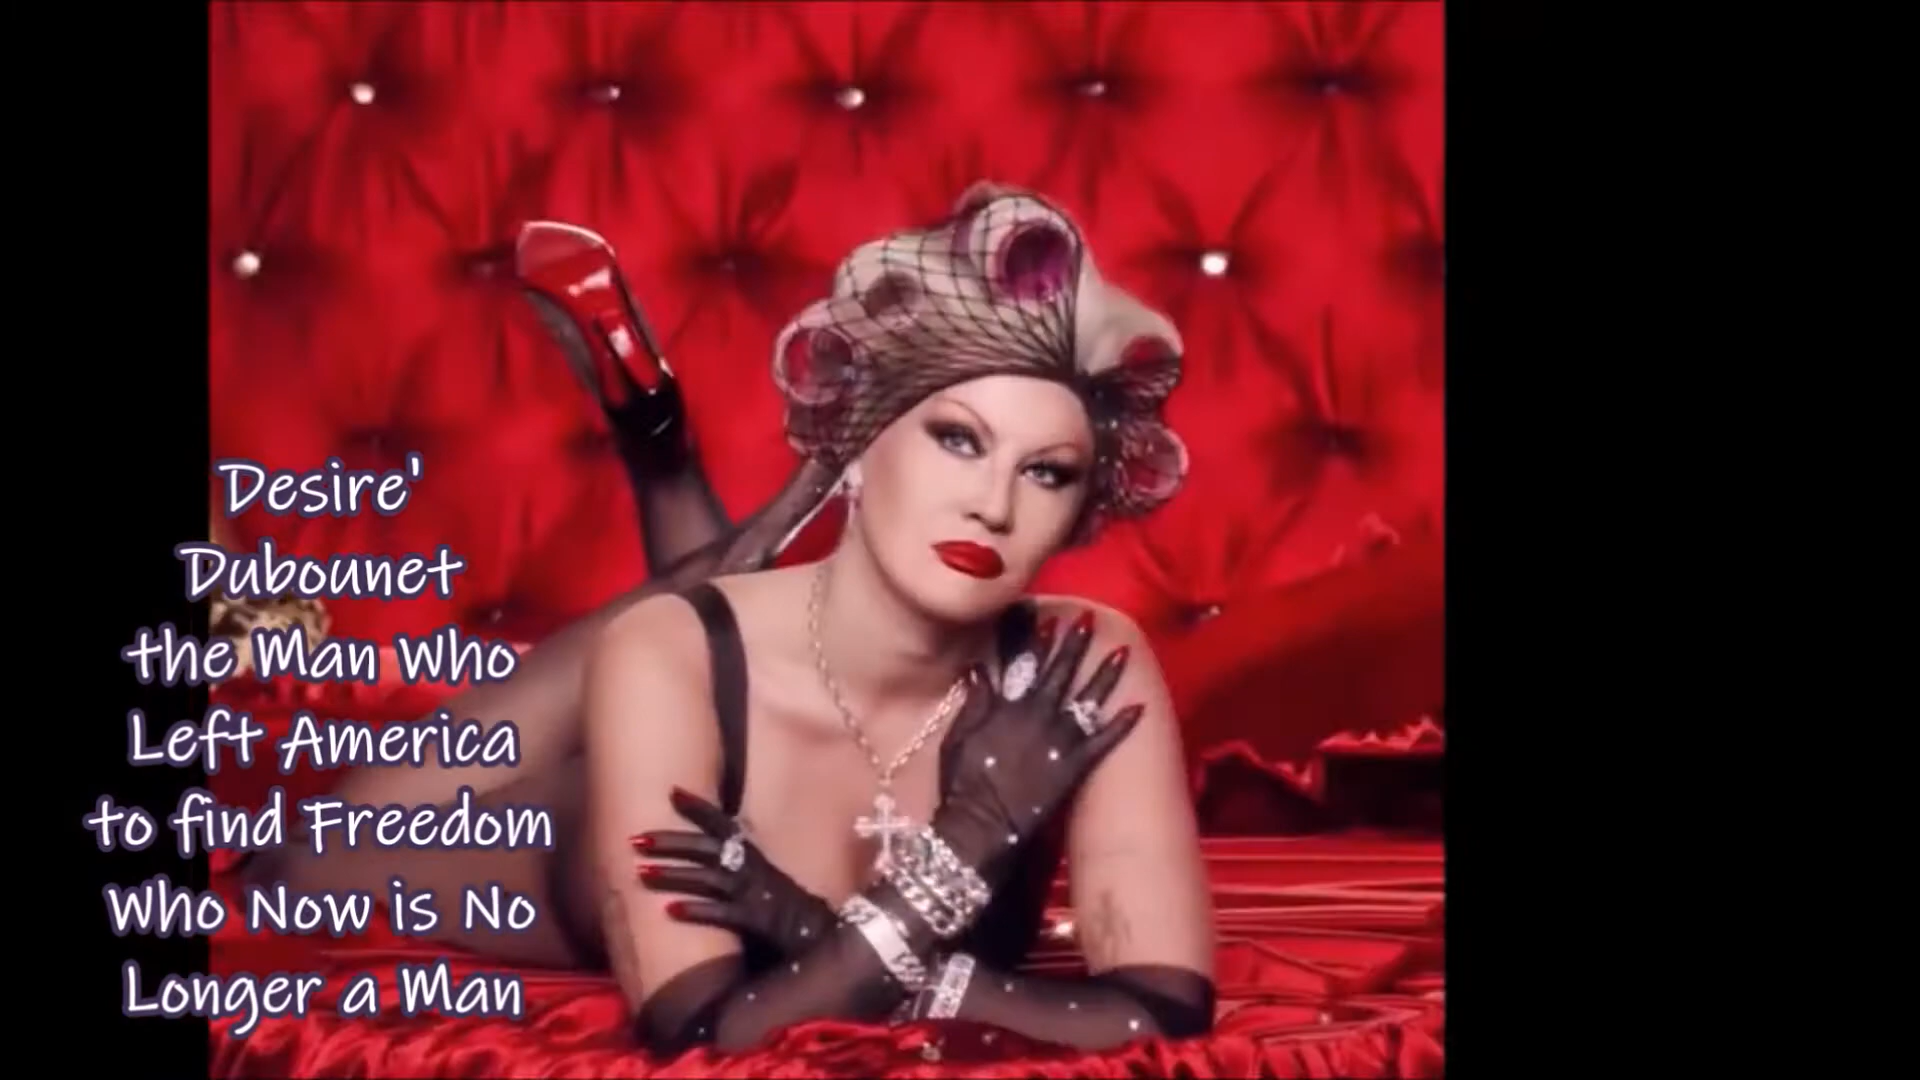 Desire'
Dubounet
the Man Who
Left America
to find Freedom
Who Now is No
Longer a Man